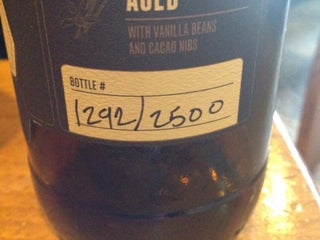 AGED
WITH VANILLA BEANS
AND CACAO NIBS
BOTTLE #
1292/2500